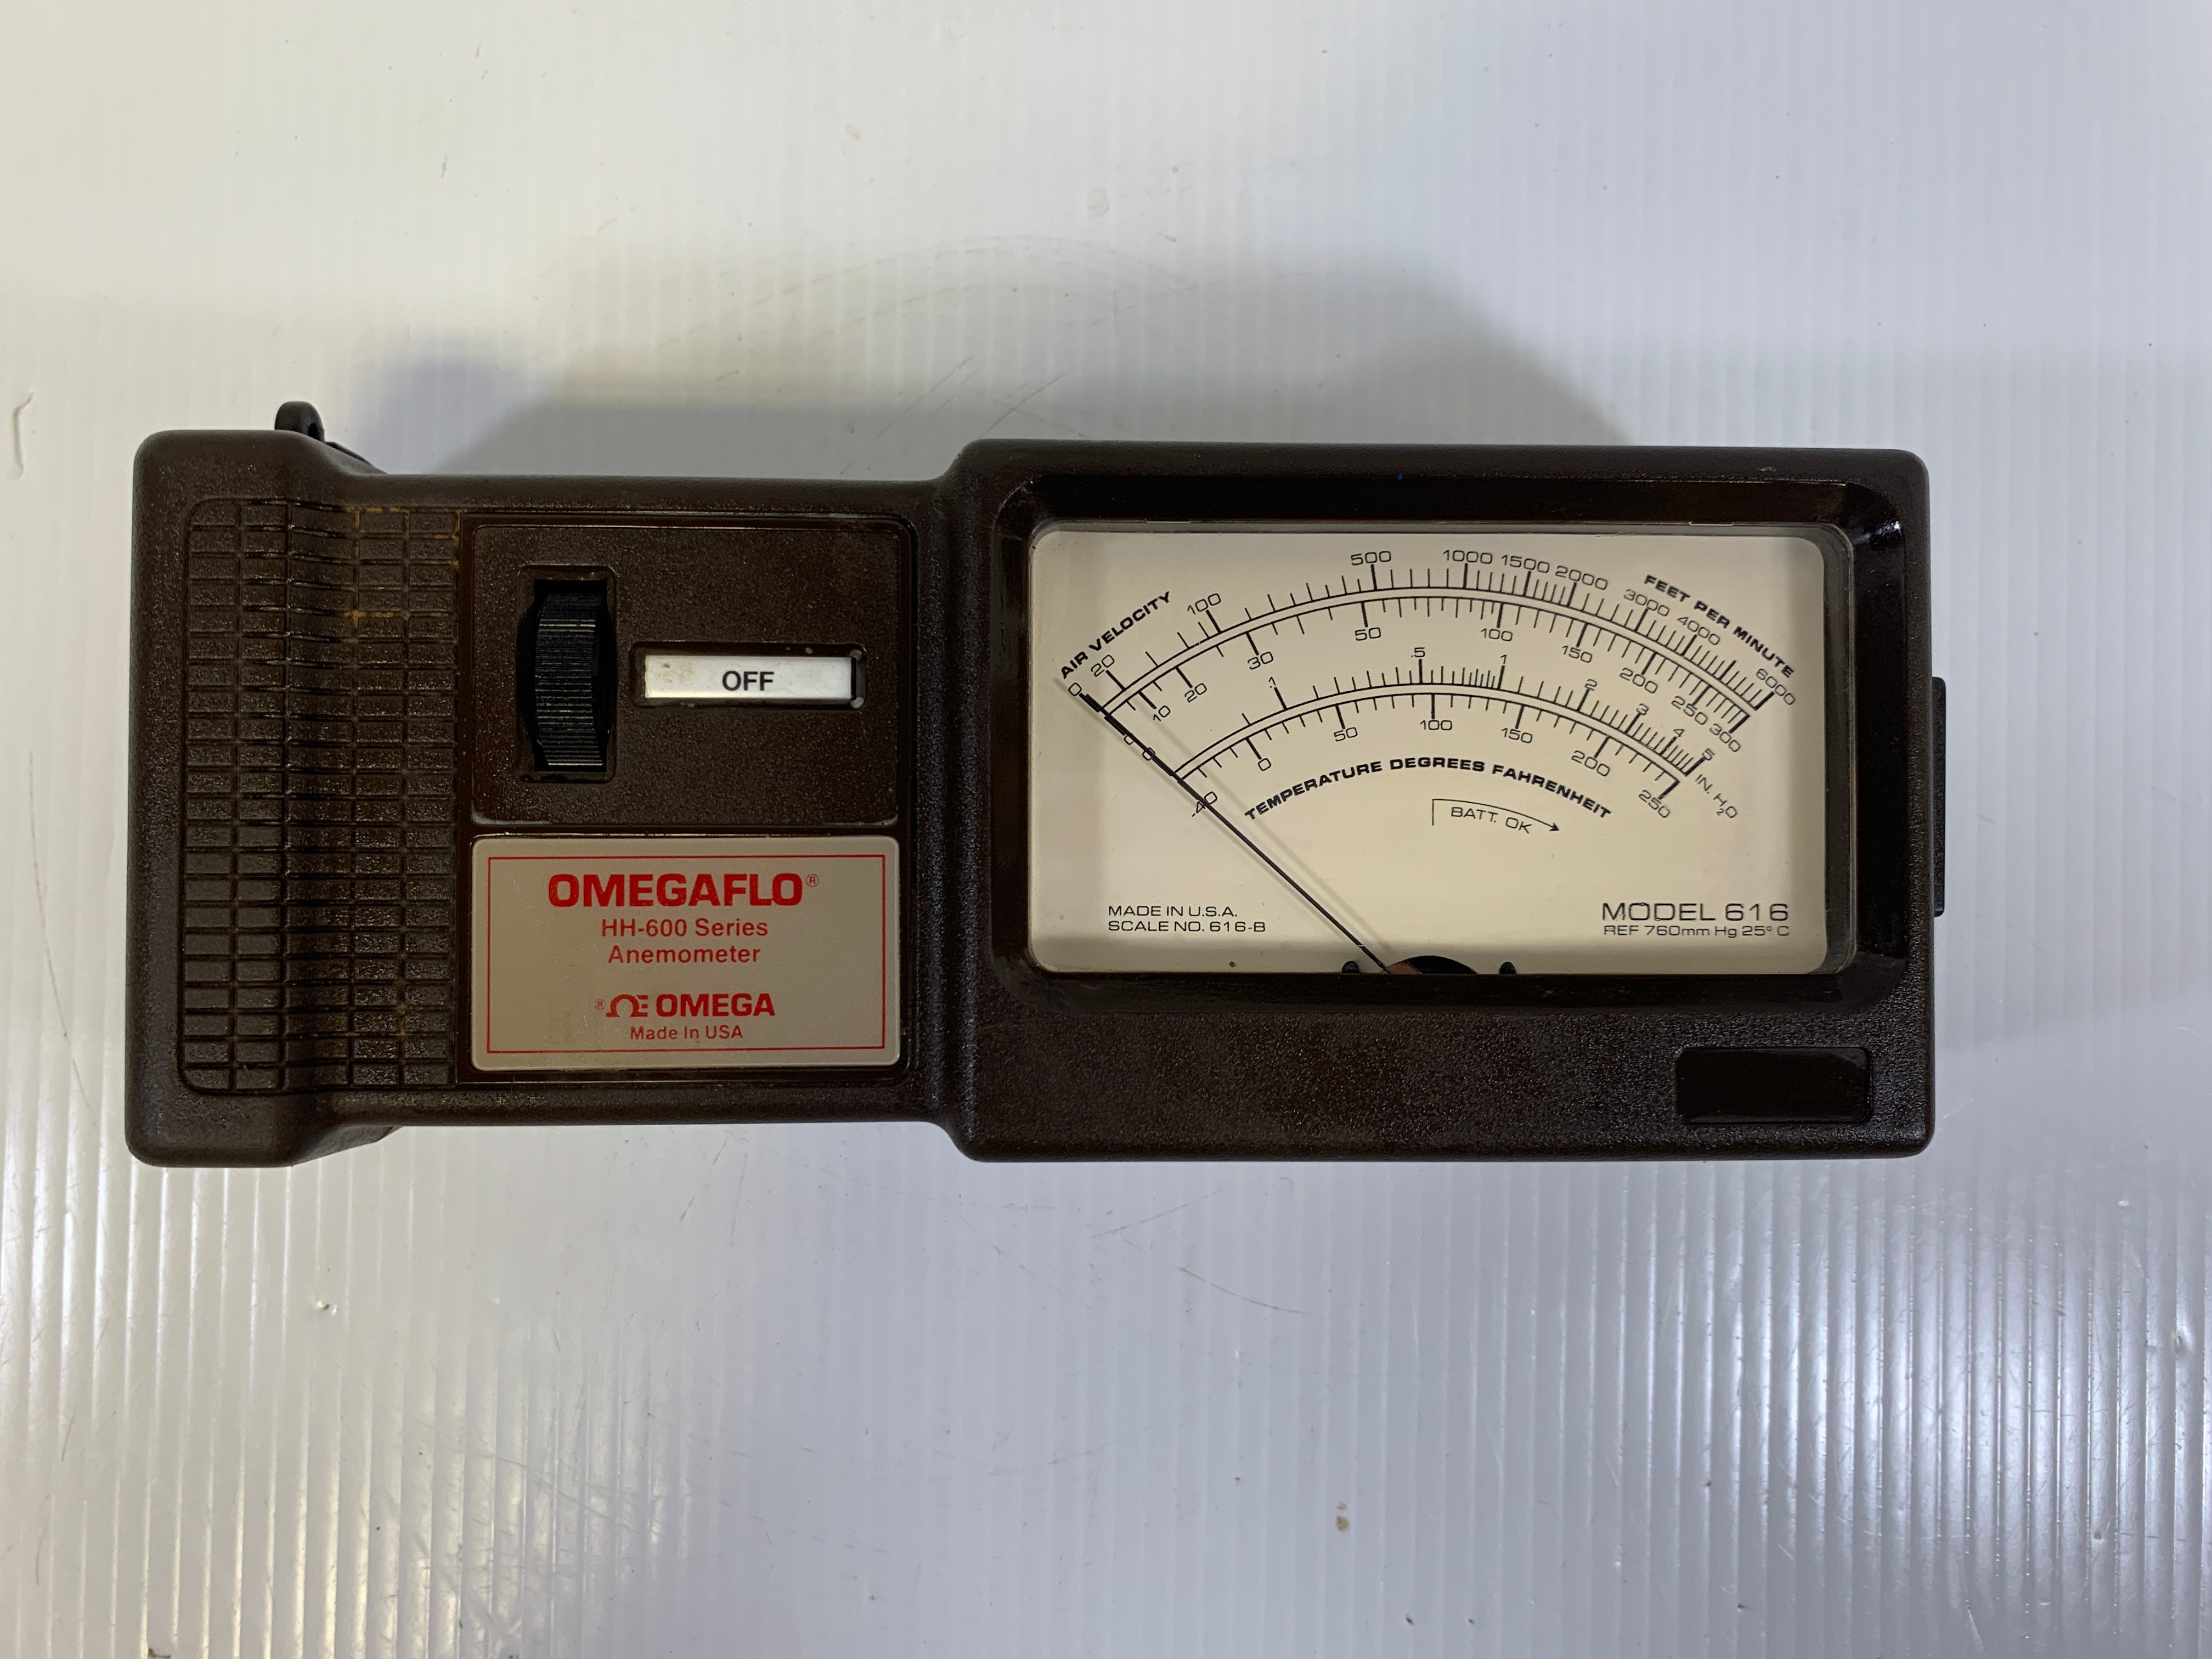 OFF
OMEGAFLO®
HH-600 Series
Anemometer
® ΩE OMEGA
Made In USA
AIR VELOCITY
FEET PER MINUTE
0 20 100 500 1000 1500 2000 3000 4000 6000
0 10 20 30 50 100 150 200 250 300
0 .1 .5 1 2 3 4 5 IN. H2O
-40 0 50 100 150 200 250
TEMPERATURE DEGREES FAHRENHEIT
BATT. OK
MADE IN U.S.A.
SCALE NO. 616-B
MODEL 616
REF 760mm Hg 25° C